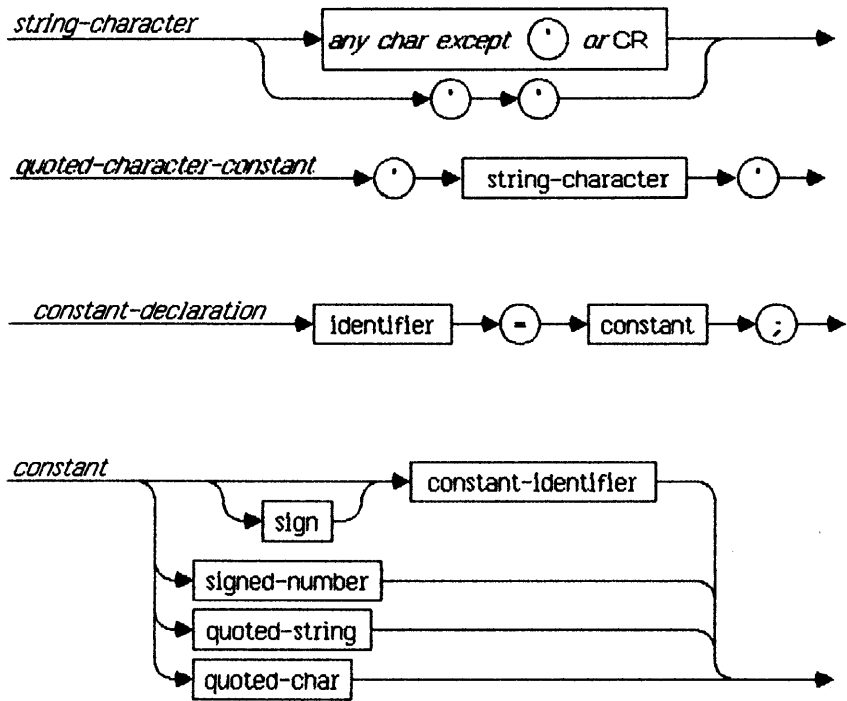 string-character
any char except ' or CR
' '
quoted-character-constant ' string-character '
constant-declaration identifier = constant ;
constant constant-identifier
sign
signed-number
quoted-string
quoted-char